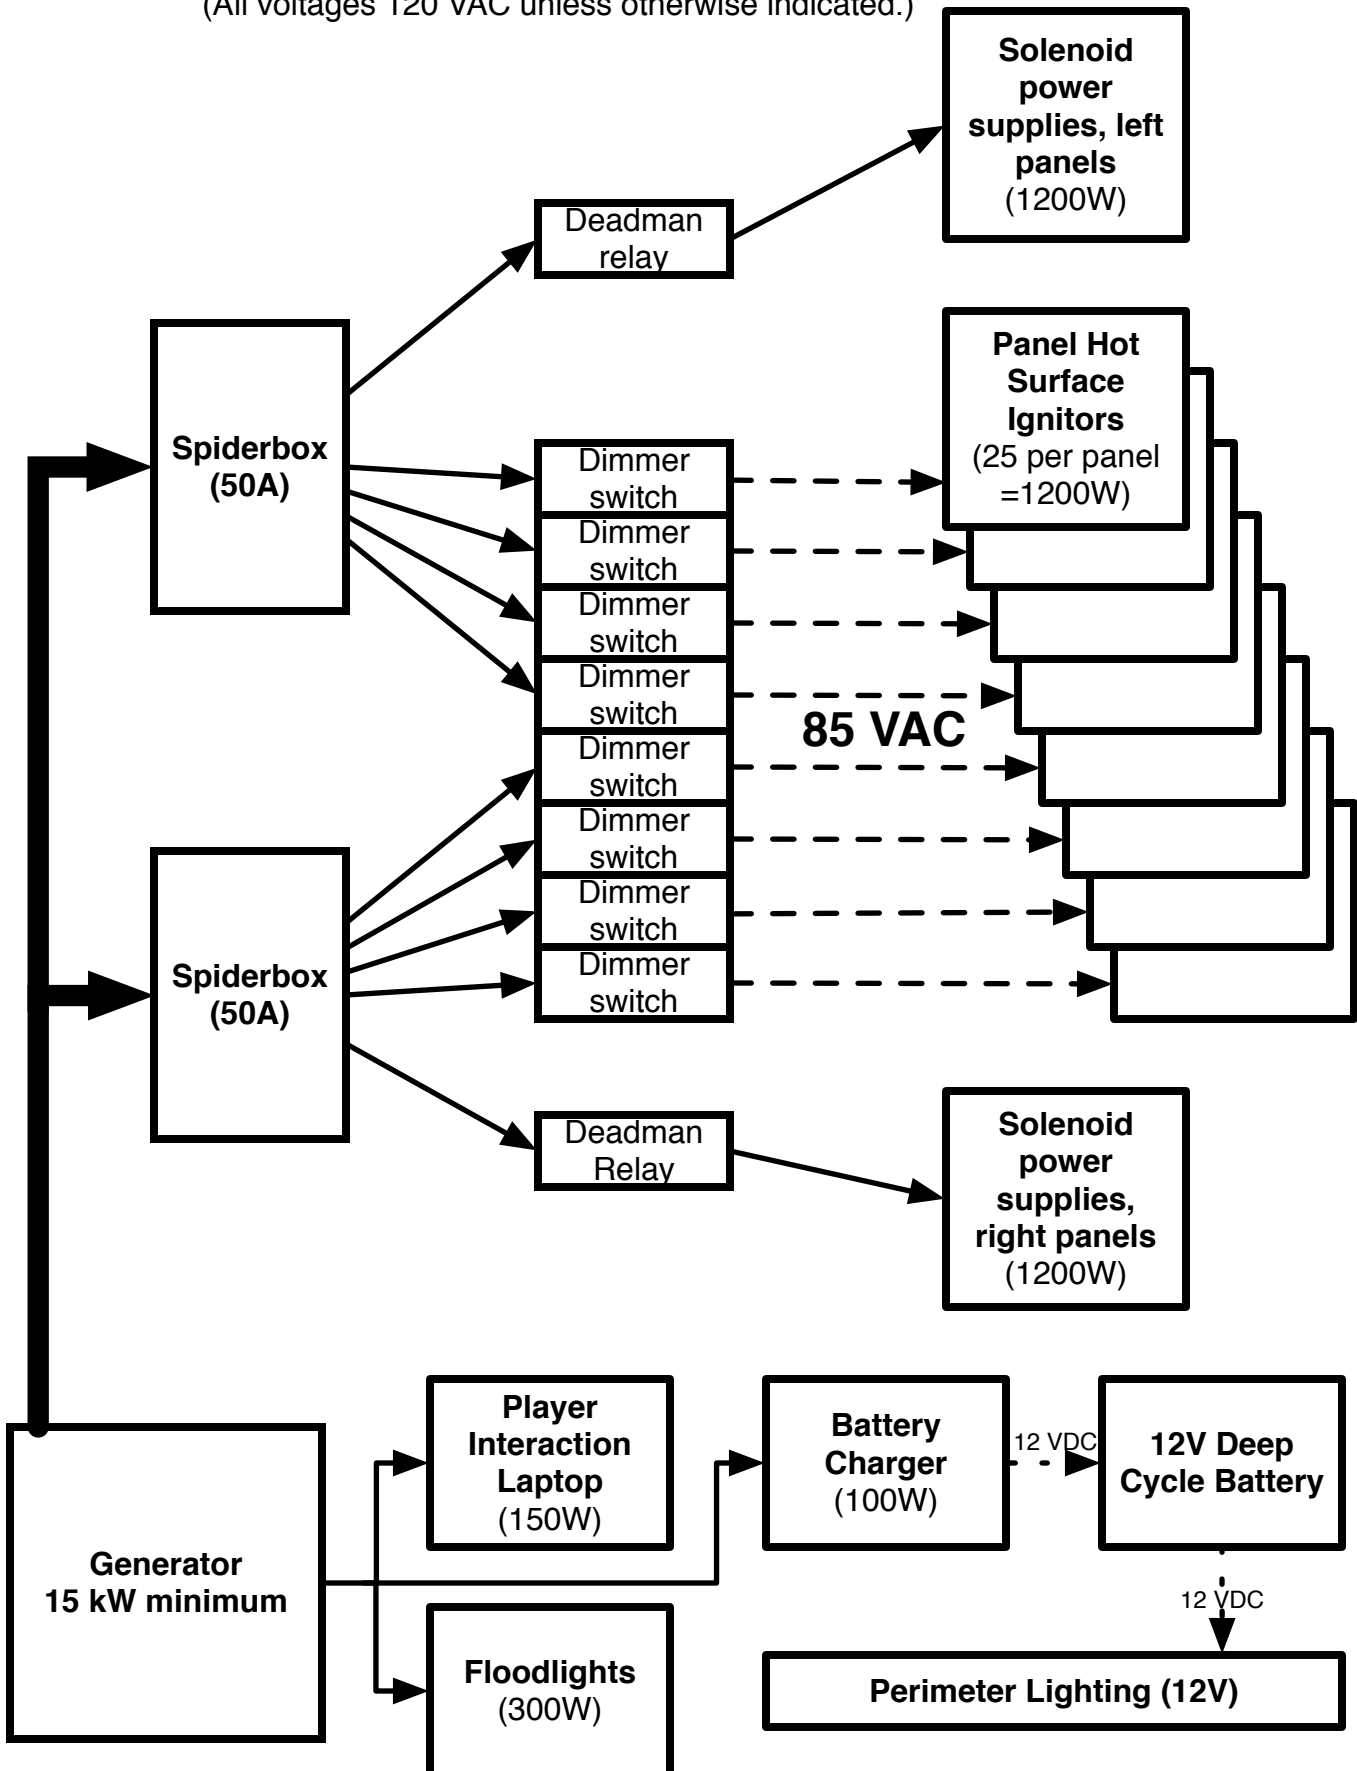 (All voltages 120 VAC unless otherwise indicated.)
Solenoid
power
supplies, left
panels
(1200W)
Deadman
relay
Panel Hot
Surface
Ignitors
(25 per panel
=1200W)
Spiderbox
(50A)
Dimmer
switch
Dimmer
switch
Dimmer
switch
Dimmer
switch
85 VAC
Dimmer
switch
Dimmer
switch
Dimmer
switch
Dimmer
switch
Spiderbox
(50A)
Deadman
Relay
Solenoid
power
supplies,
right panels
(1200W)
Player
Interaction
Laptop
(150W)
Battery
Charger
(100W)
12 VDC
12V Deep
Cycle Battery
Generator
15 kW minimum
12 VDC
Floodlights
(300W)
Perimeter Lighting (12V)